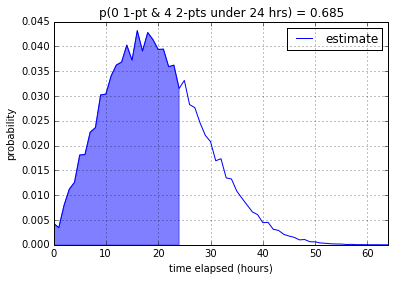 p(0 1-pt & 4 2-pts under 24 hrs) = 0.685
estimate
probability
0.045
0.040
0.035
0.030
0.025
0.020
0.015
0.010
0.005
0.000
0 10 20 30 40 50 60
time elapsed (hours)